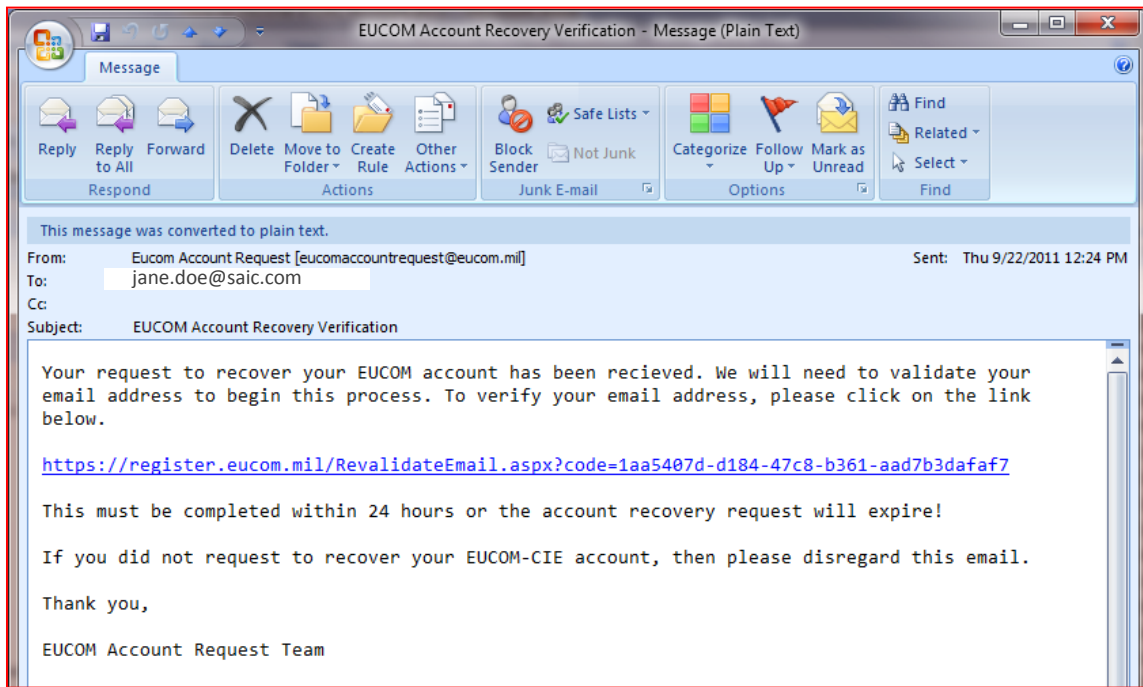 EUCOM Account Recovery Verification - Message (Plain Text)
Message
Reply
Reply to All
Forward
Respond
Delete
Move to Folder
Create Rule
Other Actions
Actions
Block Sender
Safe Lists
Not Junk
Junk E-mail
Categorize
Follow Up
Mark as Unread
Options
Find
Related
Select
Find
This message was converted to plain text.
From: Eucom Account Request [eucomaccountrequest@eucom.mil] Sent: Thu 9/22/2011 12:24 PM
To: jane.doe@saic.com
Cc:
Subject: EUCOM Account Recovery Verification
Your request to recover your EUCOM account has been recieved. We will need to validate your
email address to begin this process. To verify your email address, please click on the link
below.
https://register.eucom.mil/RevalidateEmail.aspx?code=1aa5407d-d184-47c8-b361-aad7b3dafaf7
This must be completed within 24 hours or the account recovery request will expire!
If you did not request to recover your EUCOM-CIE account, then please disregard this email.
Thank you,
EUCOM Account Request Team